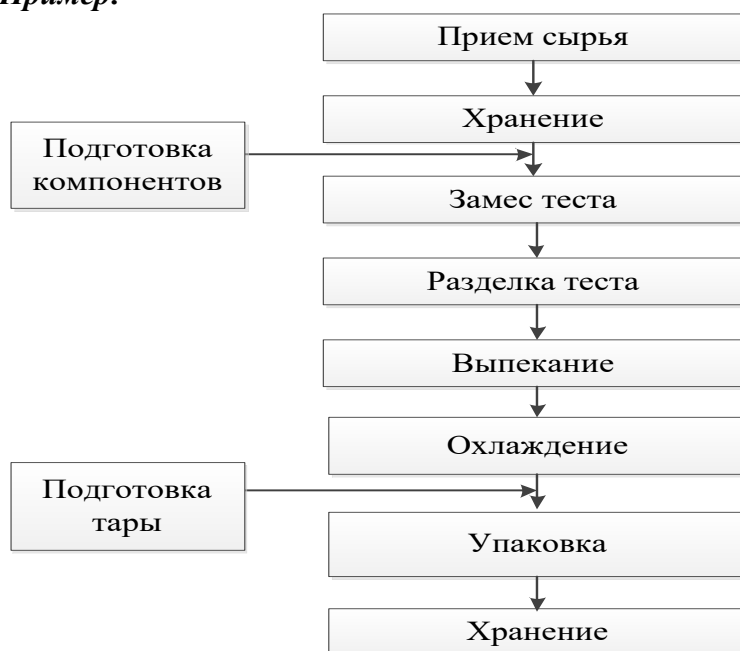 Пример:
Прием сырья
Хранение
Подготовка
компонентов
Замес теста
Разделка теста
Выпекание
Охлаждение
Подготовка
тары
Упаковка
Хранение